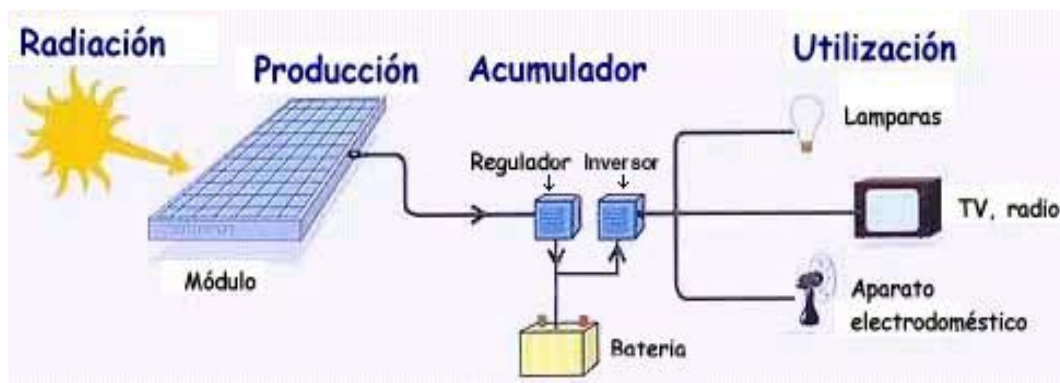 Radiación
Producción
Acumulador
Utilización
Lamparas
Regulador
Inversor
TV, radio
Módulo
Aparato
electrodoméstico
Bateria